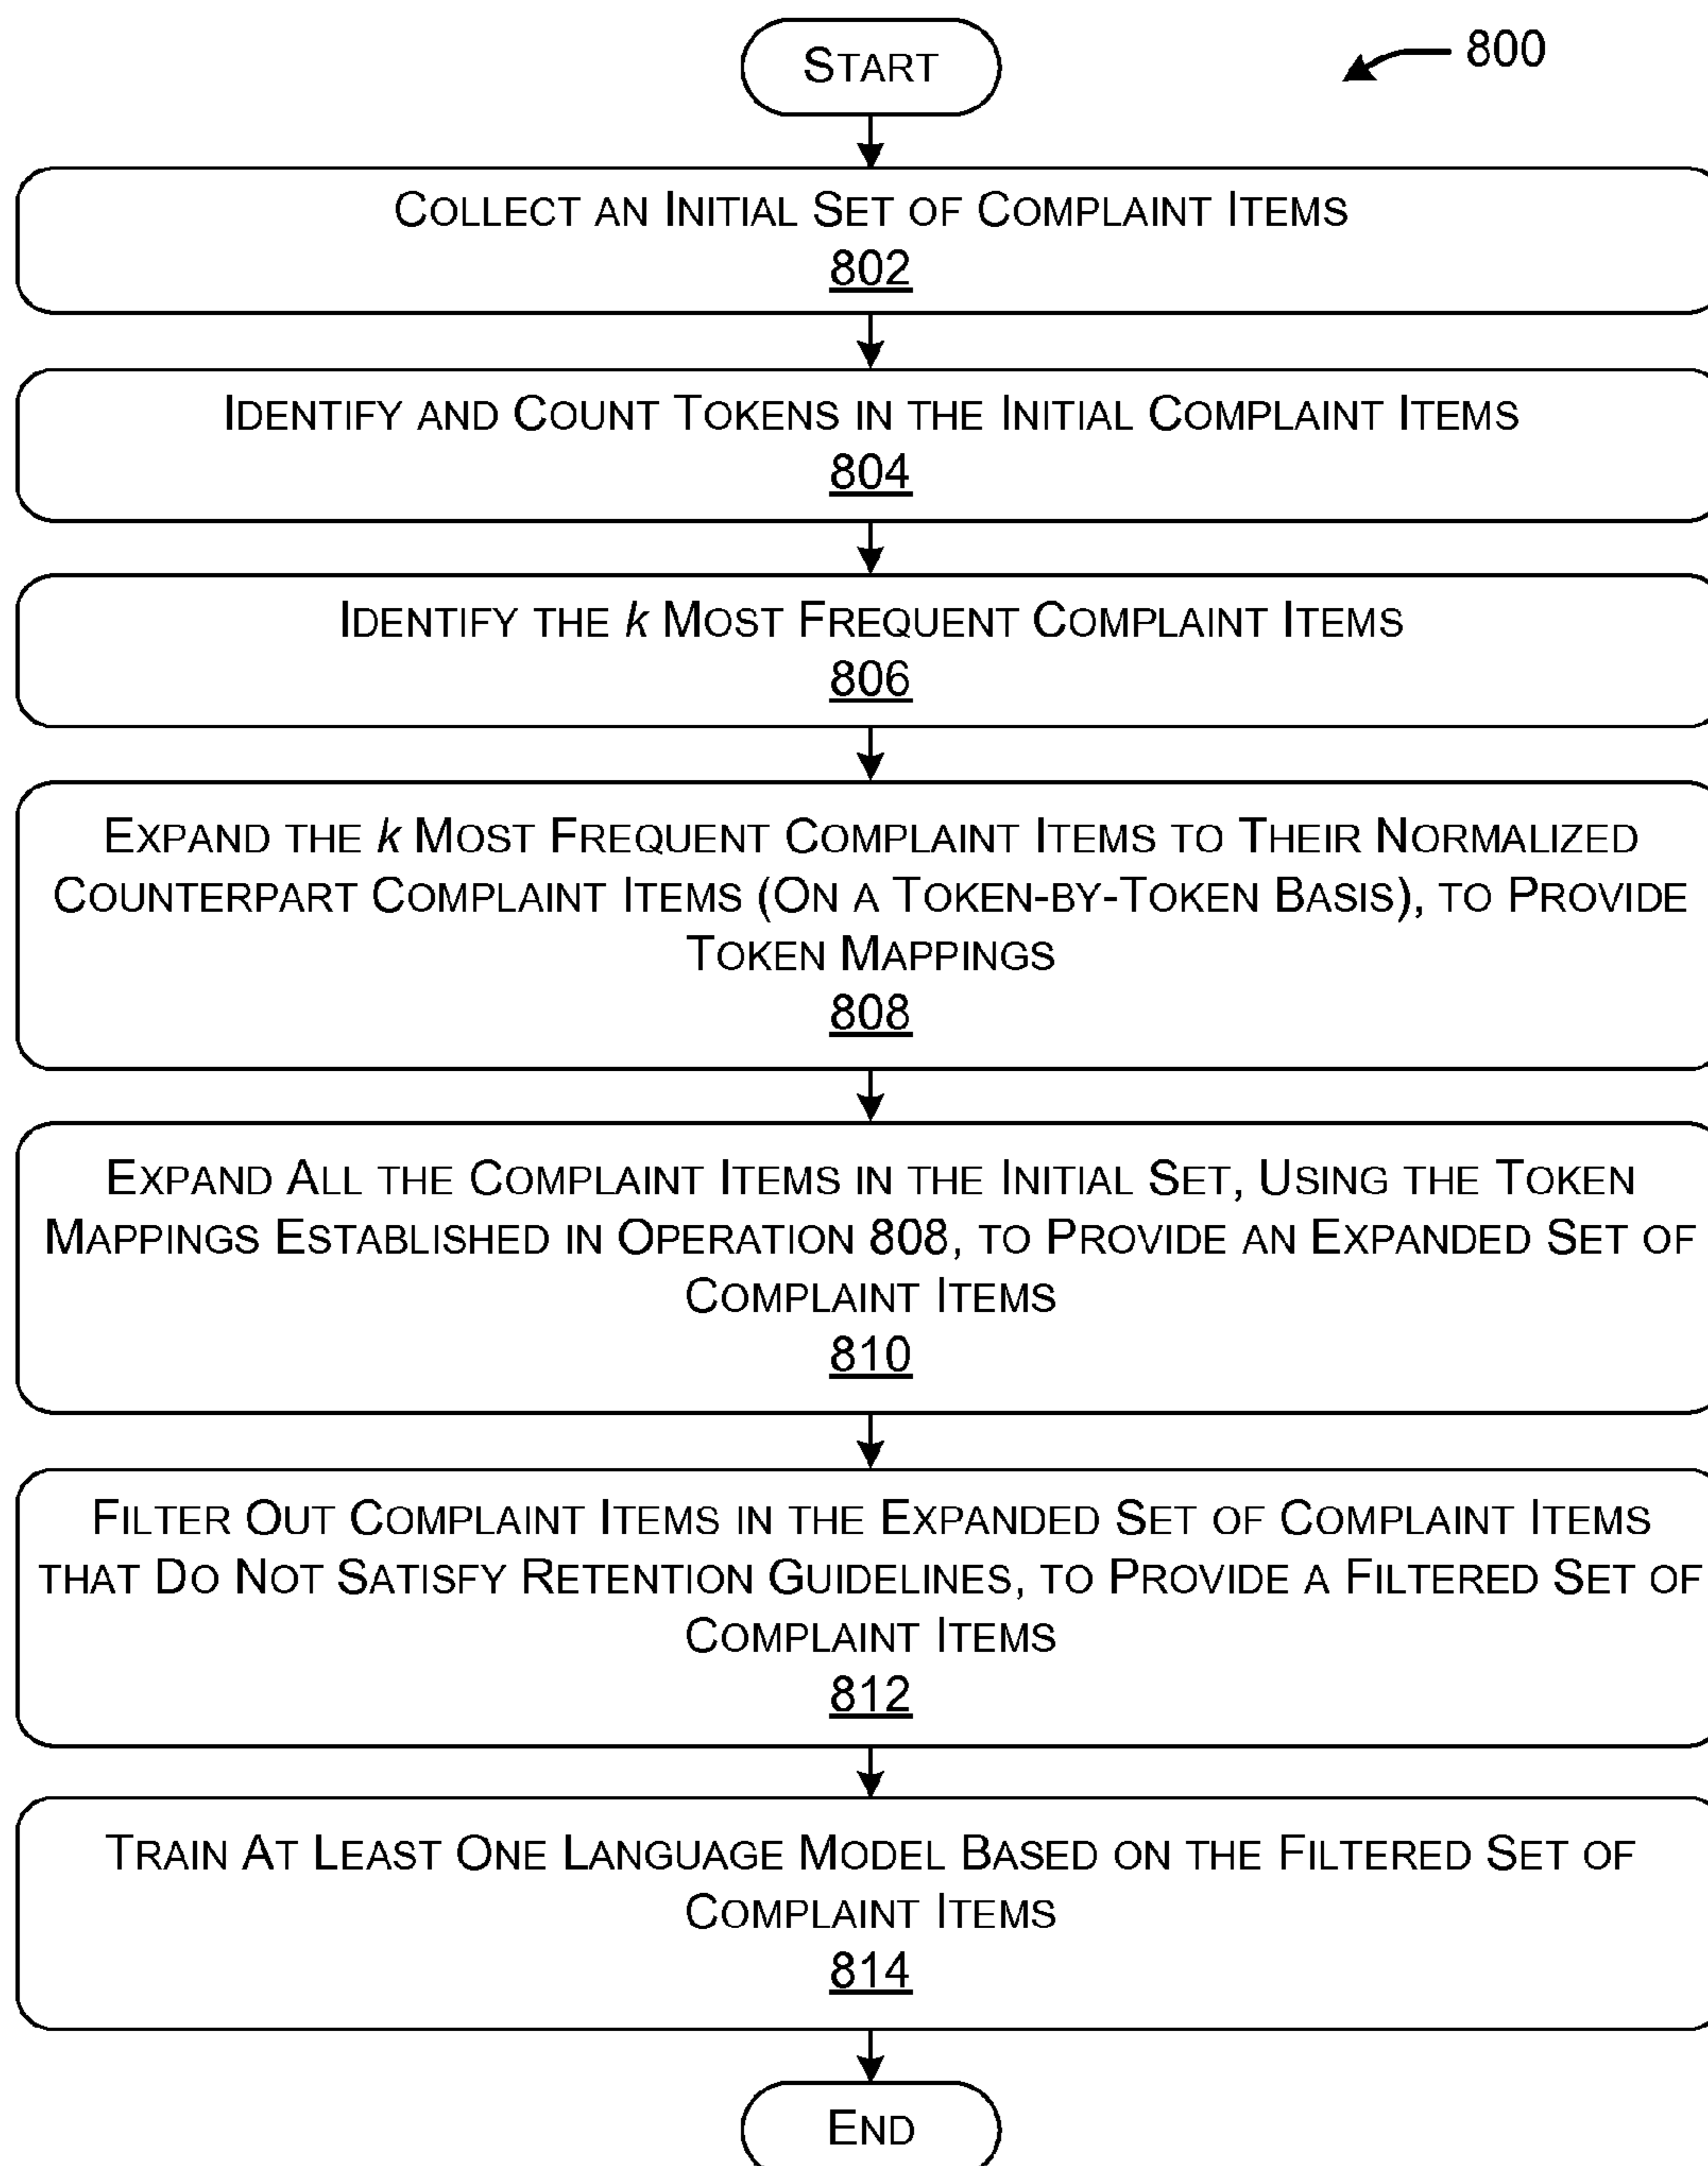 START
800
COLLECT AN INITIAL SET OF COMPLAINT ITEMS
802
IDENTIFY AND COUNT TOKENS IN THE INITIAL COMPLAINT ITEMS
804
IDENTIFY THE k MOST FREQUENT COMPLAINT ITEMS
806
EXPAND THE k MOST FREQUENT COMPLAINT ITEMS TO THEIR NORMALIZED
COUNTERPART COMPLAINT ITEMS (ON A TOKEN-BY-TOKEN BASIS), TO PROVIDE
TOKEN MAPPINGS
808
EXPAND ALL THE COMPLAINT ITEMS IN THE INITIAL SET, USING THE TOKEN
MAPPINGS ESTABLISHED IN OPERATION 808, TO PROVIDE AN EXPANDED SET OF
COMPLAINT ITEMS
810
FILTER OUT COMPLAINT ITEMS IN THE EXPANDED SET OF COMPLAINT ITEMS
THAT DO NOT SATISFY RETENTION GUIDELINES, TO PROVIDE A FILTERED SET OF
COMPLAINT ITEMS
812
TRAIN AT LEAST ONE LANGUAGE MODEL BASED ON THE FILTERED SET OF
COMPLAINT ITEMS
814
END